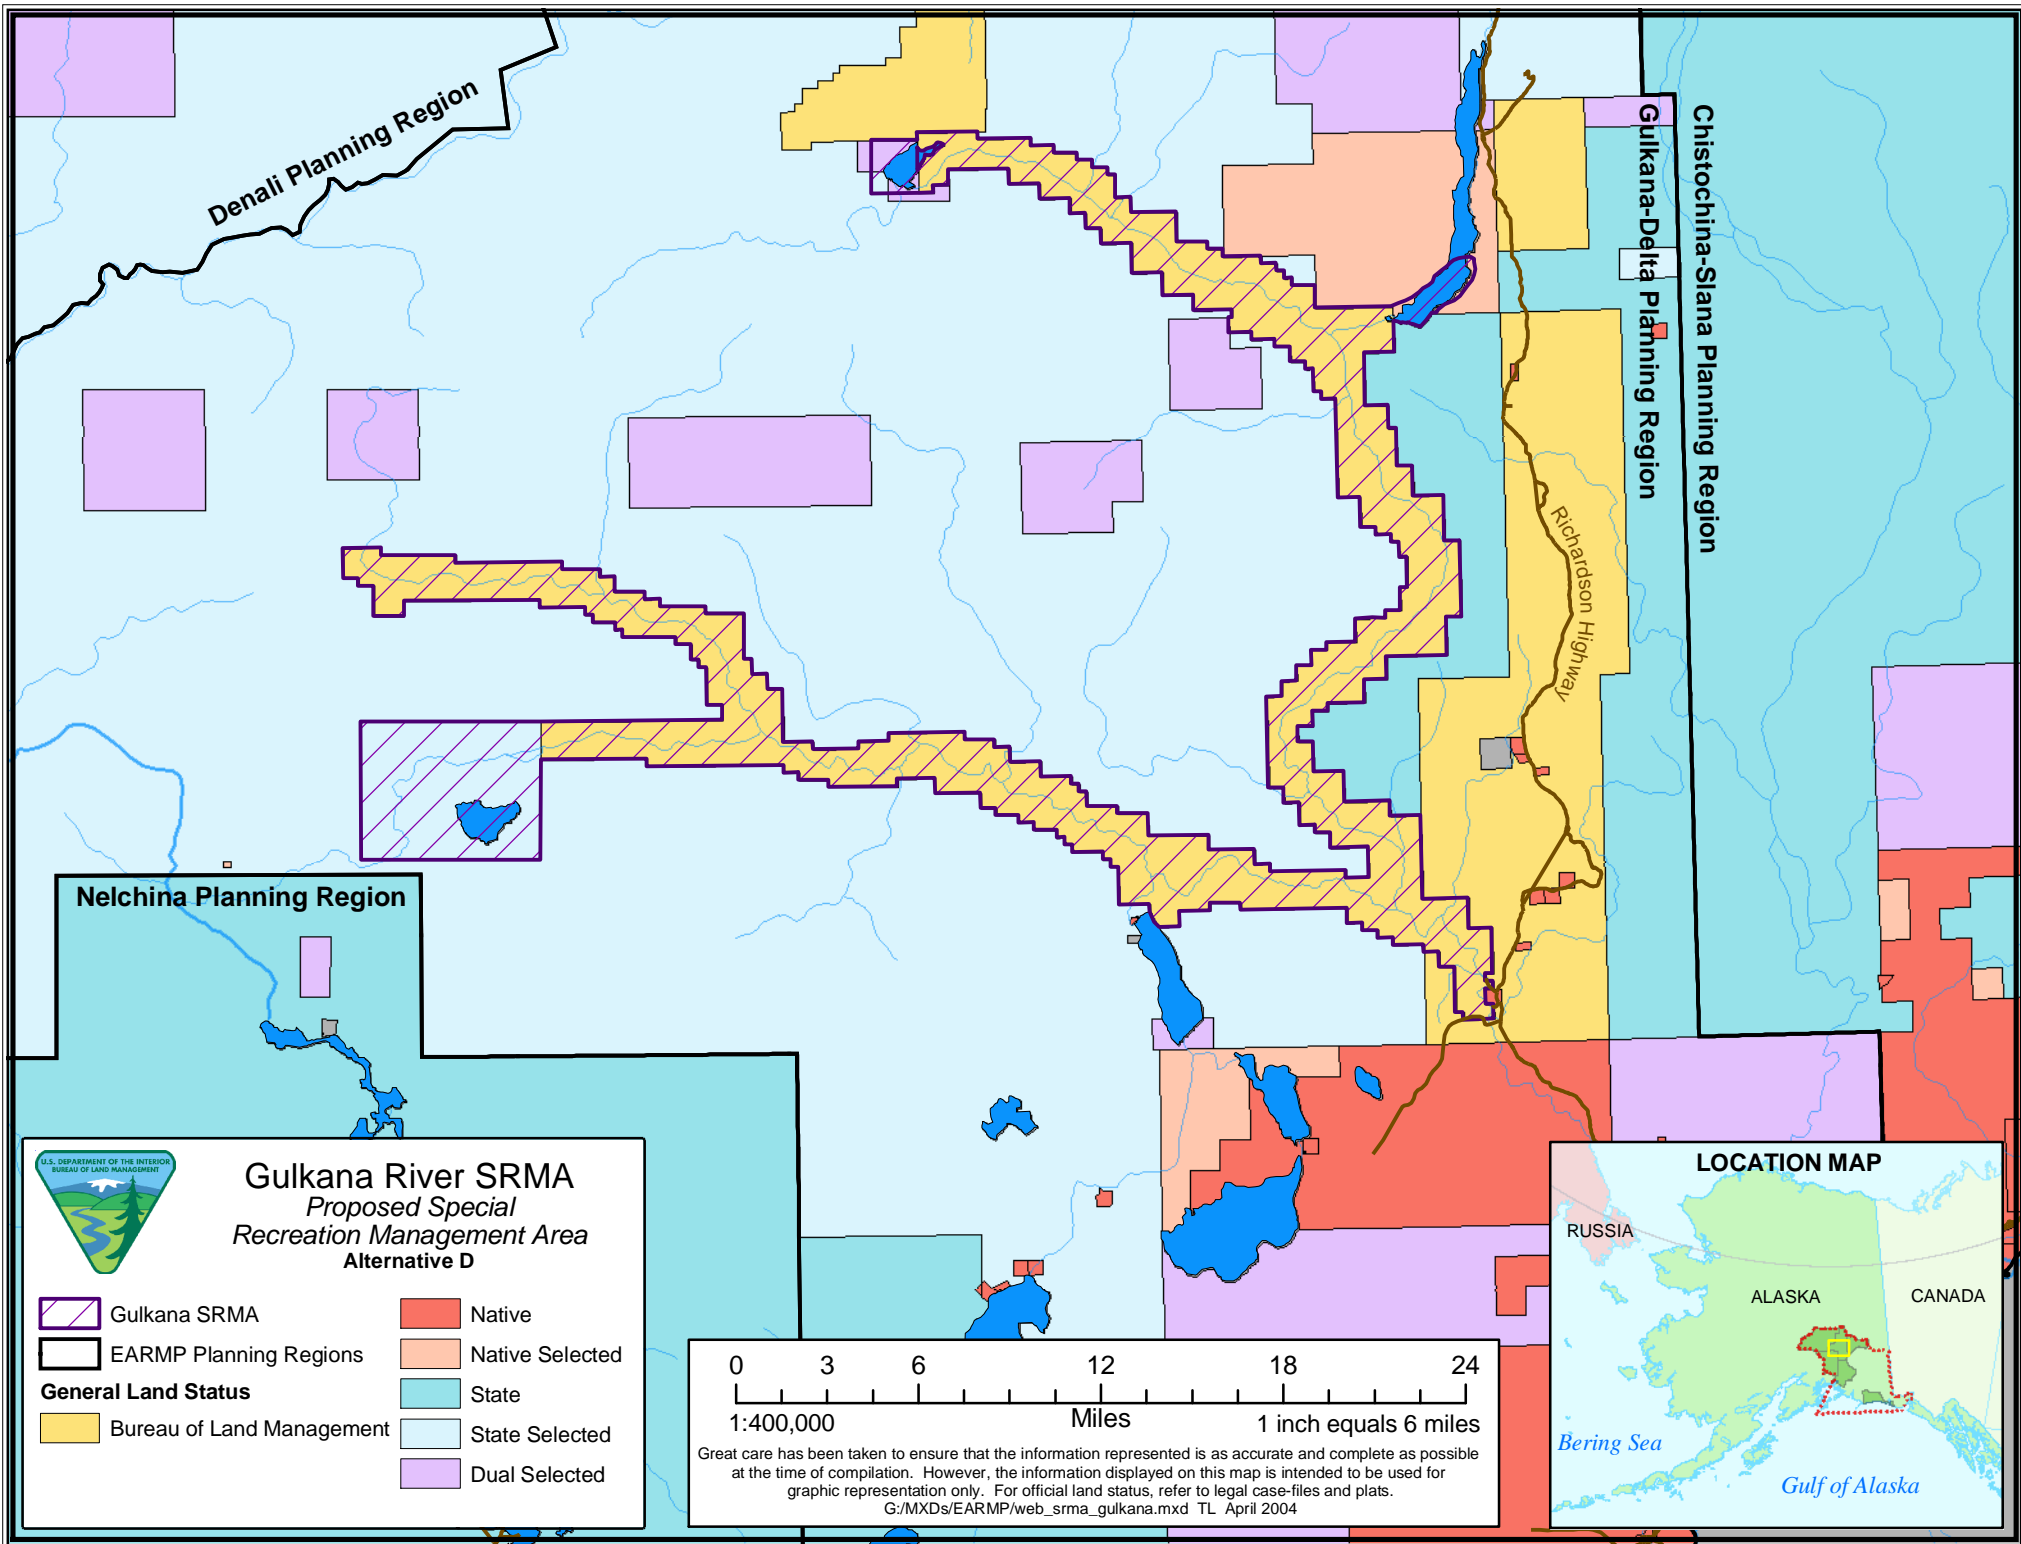 Denali Planning Region
Gulkana-Delta Planning Region
Chistochina-Slana Planning Region
Richardson Highway
Nelchina Planning Region
U.S. DEPARTMENT OF THE INTERIOR
BUREAU OF LAND MANAGEMENT
Gulkana River SRMA
Proposed Special
Recreation Management Area
Alternative D
Gulkana SRMA
EARMP Planning Regions
General Land Status
Bureau of Land Management
Native
Native Selected
State
State Selected
Dual Selected
0 3 6 12 18 24
1:400,000 Miles 1 inch equals 6 miles
Great care has been taken to ensure that the information represented is as accurate and complete as possible
at the time of compilation. However, the information displayed on this map is intended to be used for
graphic representation only. For official land status, refer to legal case-files and plats.
G:/MXDs/EARMP/web_srma_gulkana.mxd TL April 2004
LOCATION MAP
RUSSIA
ALASKA
CANADA
Bering Sea
Gulf of Alaska